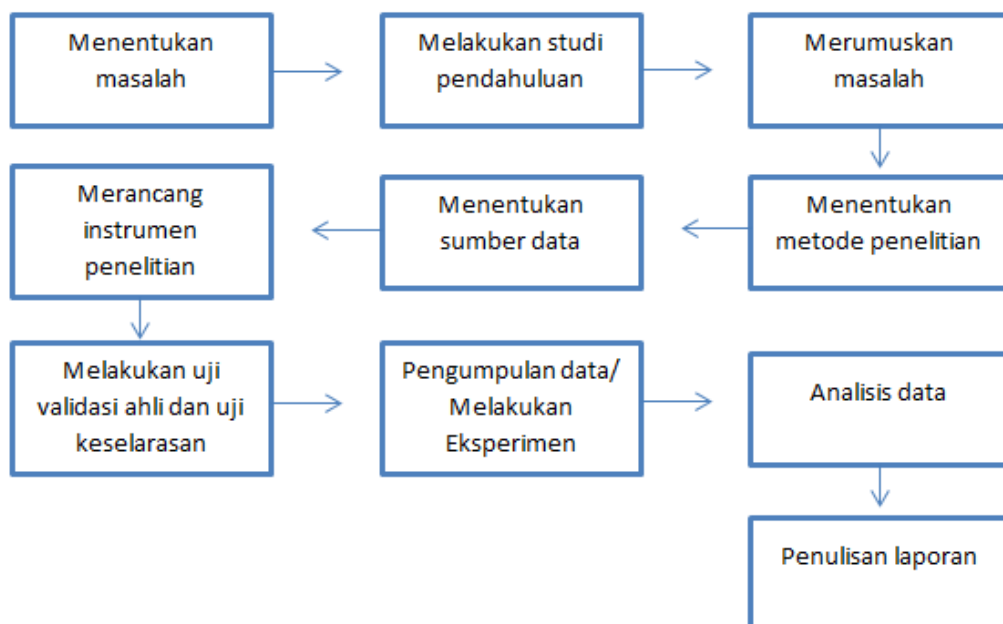 Menentukan
masalah
Melakukan studi
pendahuluan
Merumuskan
masalah
Menentukan
metode penelitian
Menentukan
sumber data
Merancang
instrumen
penelitian
Melakukan uji
validasi ahli dan uji
keselarasan
Pengumpulan data/
Melakukan
Eksperimen
Analisis data
Penulisan laporan